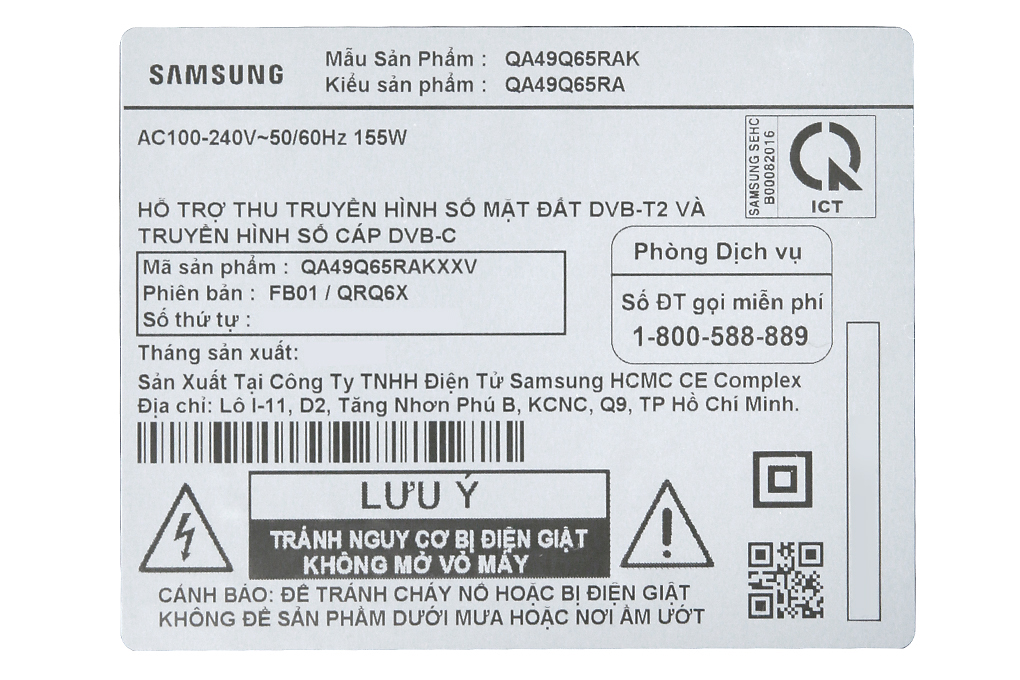 SAMSUNG
Mẫu Sản Phẩm : QA49Q65RAK
Kiểu sản phẩm : QA49Q65RA
AC100-240V~50/60Hz 155W
SAMSUNG SEHC
B00082016
ICT
HỖ TRỢ THU TRUYỀN HÌNH SỐ MẶT ĐẤT DVB-T2 VÀ
TRUYỀN HÌNH SỐ CÁP DVB-C
Mã sản phẩm : QA49Q65RAKXXV
Phiên bản : FB01 / QRQ6X
Số thứ tự :
Phòng Dịch vụ
Số ĐT gọi miễn phí
1-800-588-889
Tháng sản xuất:
Sản Xuất Tại Công Ty TNHH Điện Tử Samsung HCMC CE Complex
Địa chỉ: Lô I-11, D2, Tăng Nhơn Phú B, KCNC, Q9, TP Hồ Chí Minh.
LƯU Ý
TRÁNH NGUY CƠ BỊ ĐIỆN GIẬT
KHÔNG MỞ VỎ MÁY
CẢNH BÁO: ĐỂ TRÁNH CHÁY NỔ HOẶC BỊ ĐIỆN GIẬT
KHÔNG ĐỂ SẢN PHẨM DƯỚI MƯA HOẶC NƠI ẨM ƯỚT